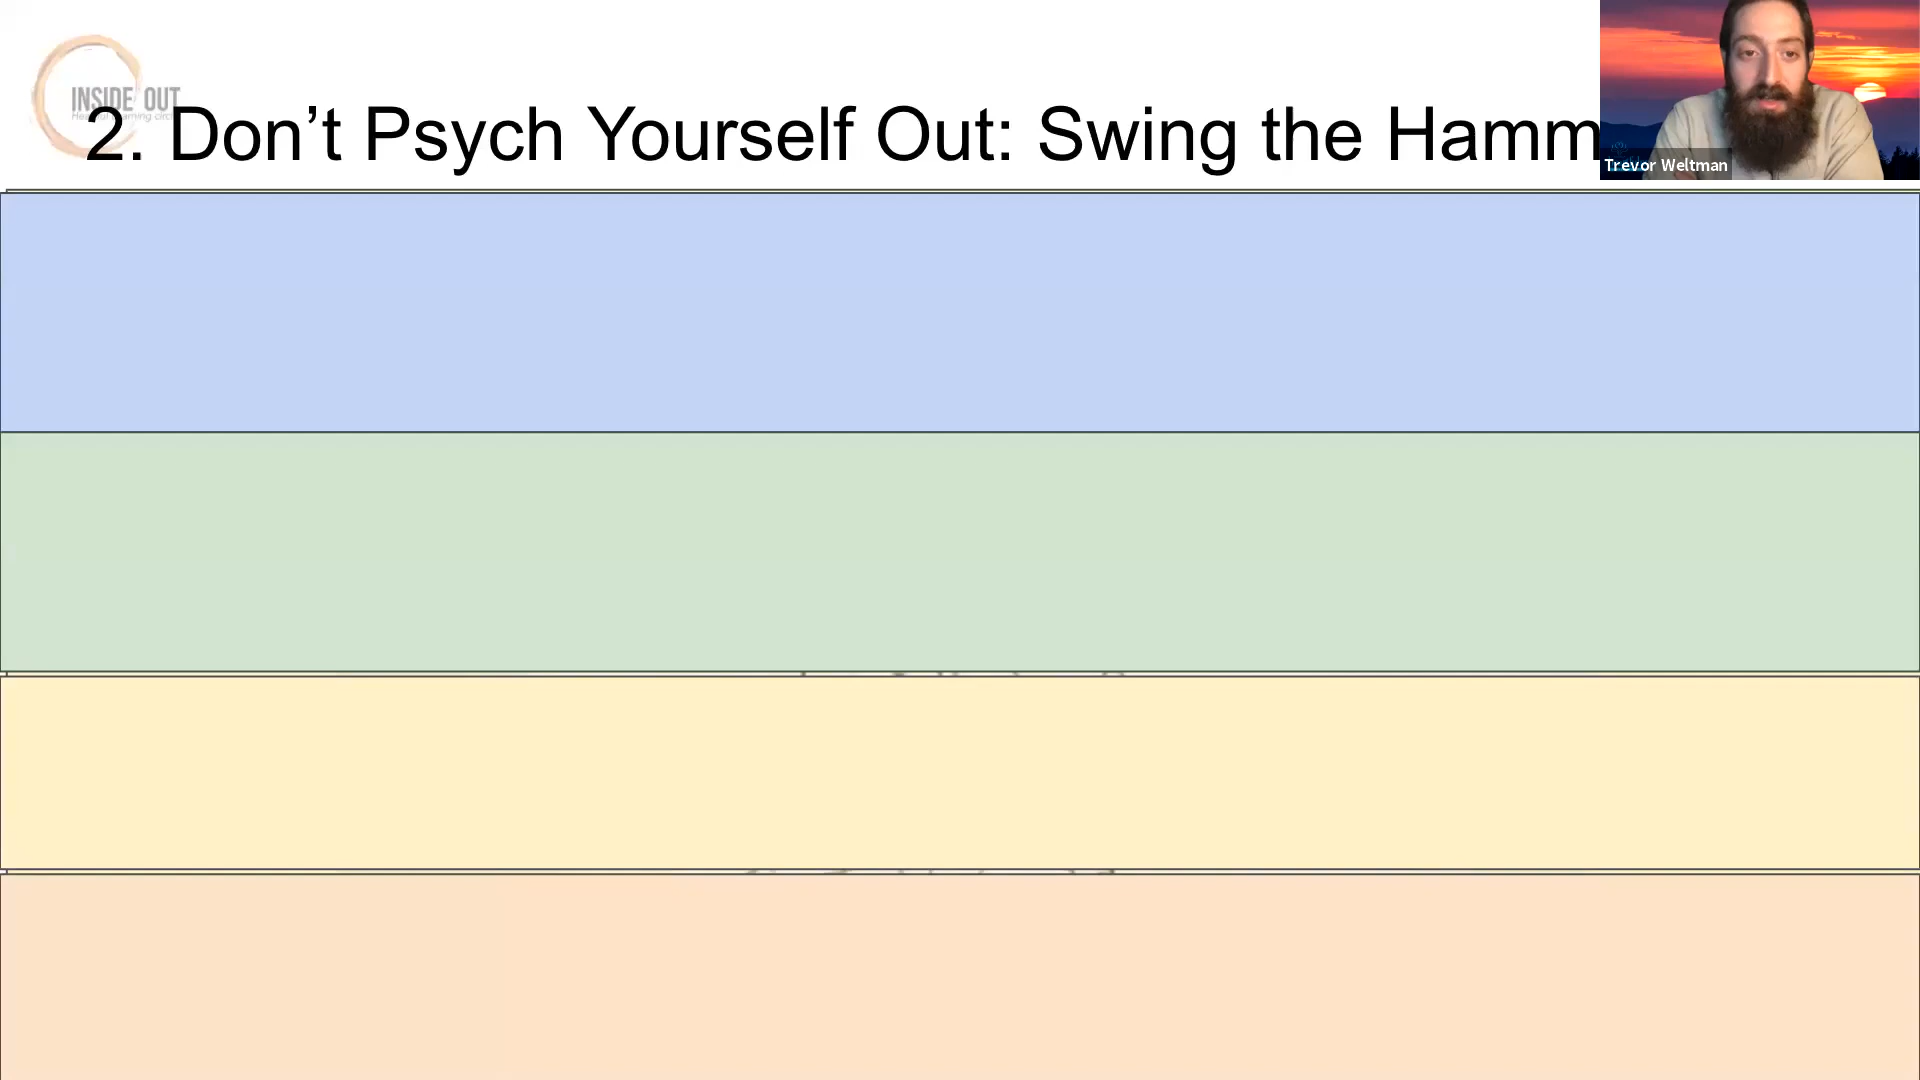 INSIDE OUT
2. Don’t Psych Yourself Out: Swing the Hamm
Trevor Weltman